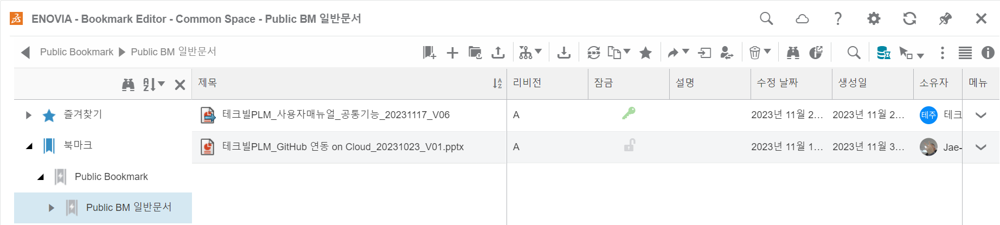 ENOVIA - Bookmark Editor - Common Space - Public BM 일반문서
Public Bookmark Public BM 일반문서
제목 리비전 잠금 설명 수정 날짜 생성일 소유자 메뉴
즐겨찾기
테크빌PLM_사용자매뉴얼_공통기능_20231117_V06 A 2023년 11월 2... 2023년 11월 2... 테주 테크
북마크
테크빌PLM_GitHub 연동 on Cloud_20231023_V01.pptx A 2023년 11월 1... 2023년 11월 3... Jae-
Public Bookmark
Public BM 일반문서